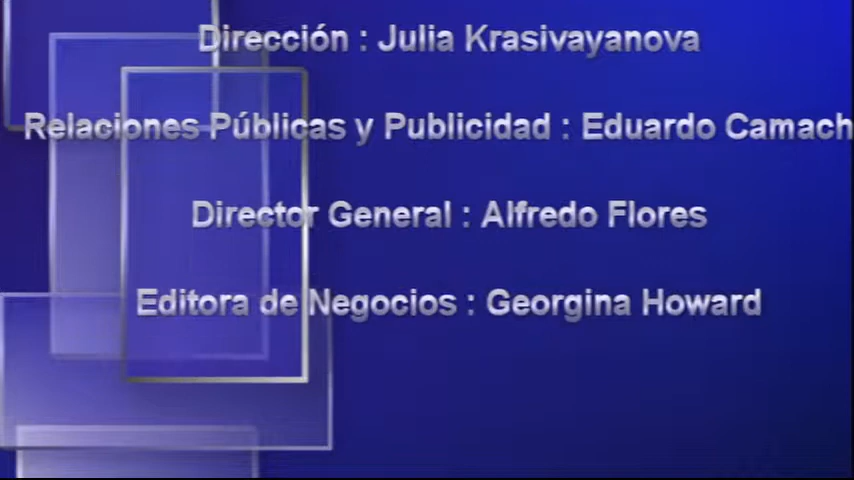 Dirección : Julia Krasivayanova
Relaciones Públicas y Publicidad : Eduardo Camach
Director General : Alfredo Flores
Editora de Negocios : Georgina Howard